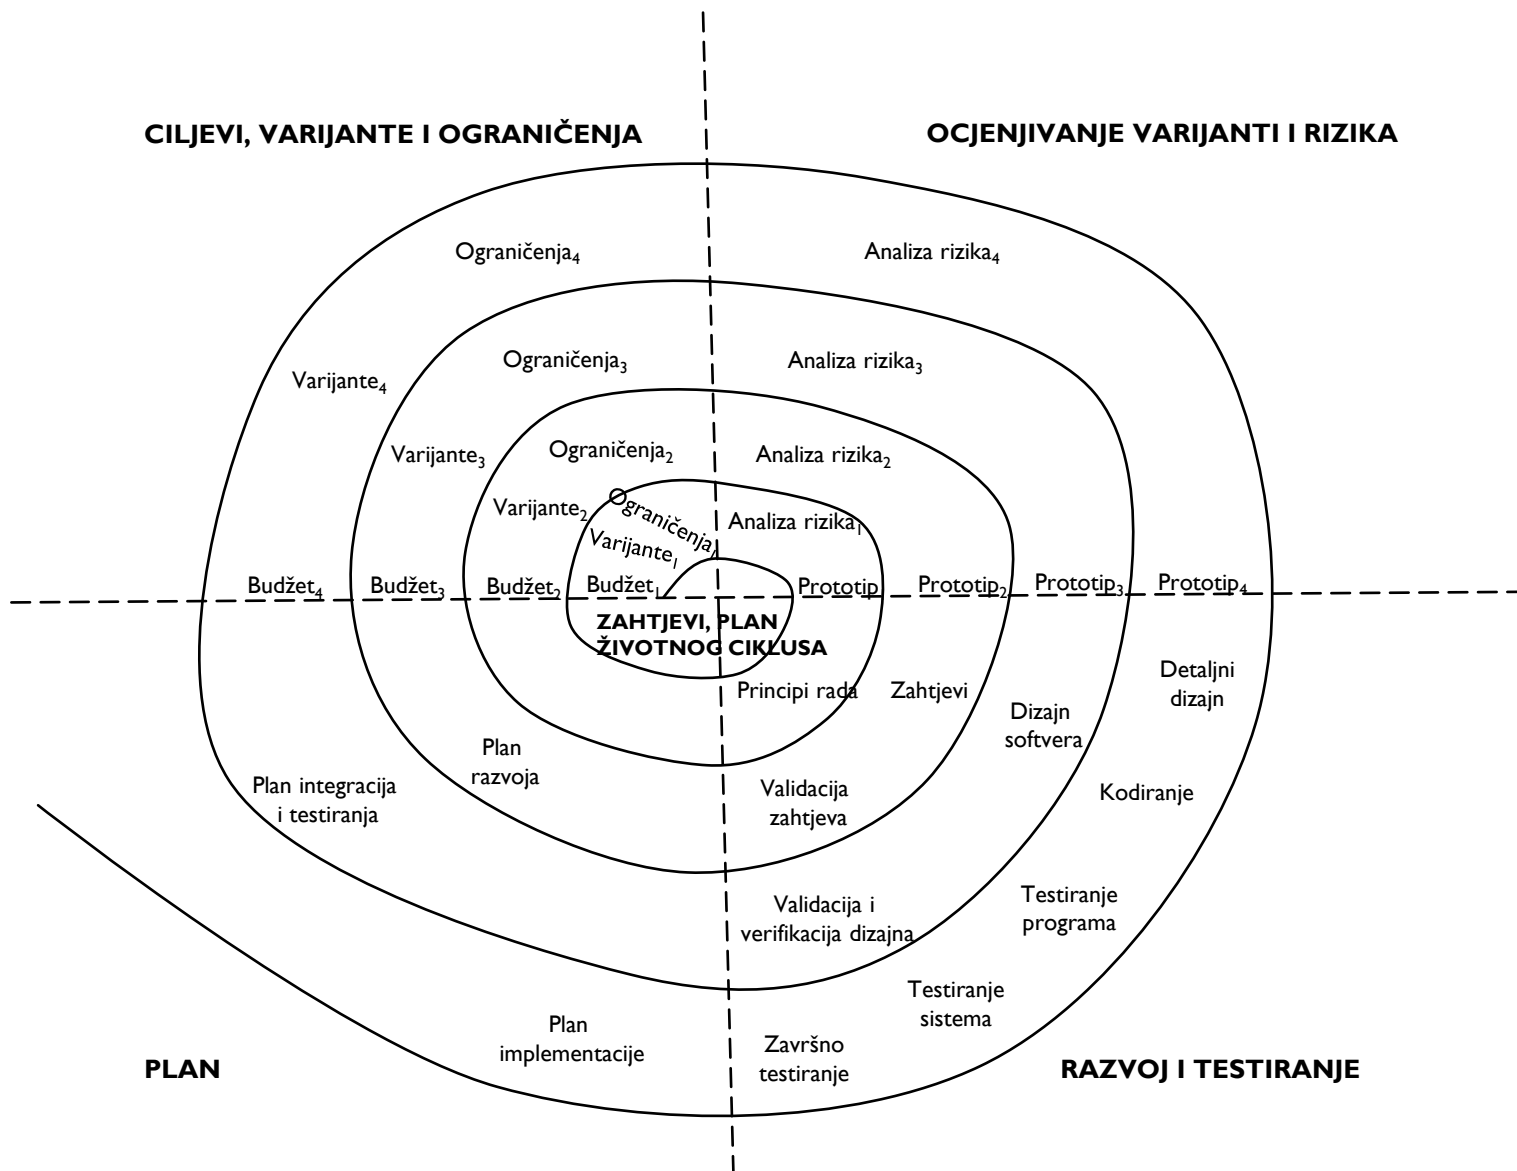 CILJEVI, VARIJANTE I OGRANIČENJA
OCJENJIVANJE VARIJANTI I RIZIKA
Ograničenja4
Analiza rizika4
Ograničenja3
Analiza rizika3
Varijante4
Ograničenja2
Analiza rizika2
Varijante3
Ograničenja1
Varijante2
Analiza rizika1
Varijante1
Budžet4
Budžet3
Budžet2
Budžet1
Prototip
Prototip2
Prototip3
Prototip4
ZAHTJEVI, PLAN
ŽIVOTNOG CIKLUSA
Principi rada
Zahtjevi
Dizajn
softvera
Detaljni
dizajn
Plan
razvoja
Plan integracija
i testiranja
Validacija
zahtjeva
Kodiranje
Validacija i
verifikacija dizajna
Testiranje
programa
Testiranje
sistema
Plan
implementacije
Završno
testiranje
PLAN
RAZVOJ I TESTIRANJE